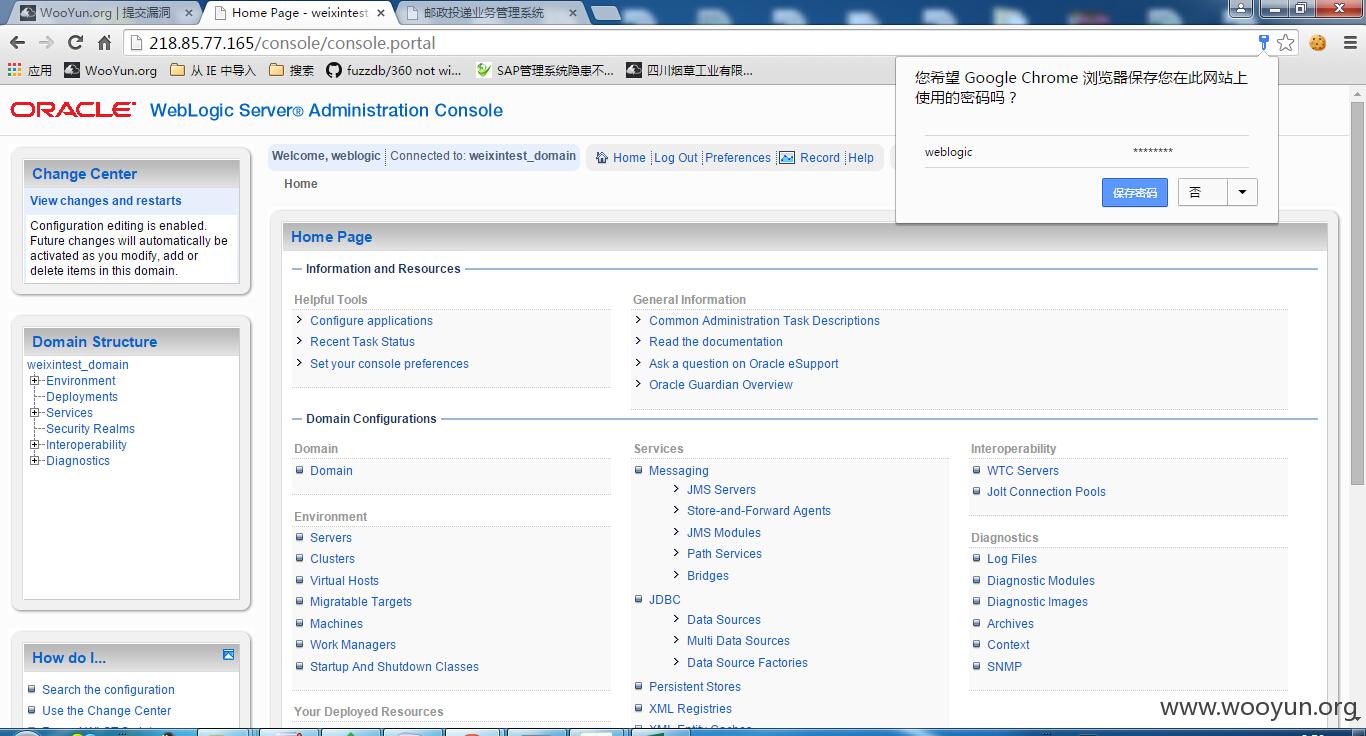 WooYun.org | 提交漏洞
Home Page - weixintest
邮政投递业务管理系统
218.85.77.165/console/console.portal
应用
WooYun.org
从 IE 中导入
搜索
fuzzdb/360 not wi...
SAP管理系统隐患不...
四川烟草工业有限...
您希望 Google Chrome 浏览器保存您在此网站上
使用的密码吗？
weblogic ********
保存密码 否
ORACLE WebLogic Server® Administration Console
Change Center
View changes and restarts
Configuration editing is enabled.
Future changes will automatically be
activated as you modify, add or
delete items in this domain.
Domain Structure
weixintest_domain
Environment
Deployments
Services
Security Realms
Interoperability
Diagnostics
How do I...
Search the configuration
Use the Change Center
Welcome, weblogic Connected to: weixintest_domain
Home Log Out Preferences Record Help
Home
Home Page
Information and Resources
Helpful Tools
Configure applications
Recent Task Status
Set your console preferences
General Information
Common Administration Task Descriptions
Read the documentation
Ask a question on Oracle eSupport
Oracle Guardian Overview
Domain Configurations
Domain
Domain
Environment
Servers
Clusters
Virtual Hosts
Migratable Targets
Machines
Work Managers
Startup And Shutdown Classes
Your Deployed Resources
Services
Messaging
JMS Servers
Store-and-Forward Agents
JMS Modules
Path Services
Bridges
JDBC
Data Sources
Multi Data Sources
Data Source Factories
Persistent Stores
XML Registries
XML Entity Caches
Interoperability
WTC Servers
Jolt Connection Pools
Diagnostics
Log Files
Diagnostic Modules
Diagnostic Images
Archives
Context
SNMP
www.wooyun.org